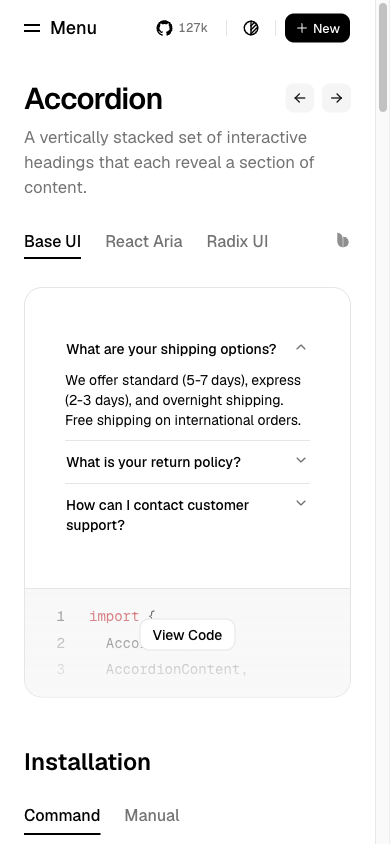 Menu
127k
+ New
Accordion
A vertically stacked set of interactive
headings that each reveal a section of
content.
Base UI
React Aria
Radix UI
What are your shipping options?
We offer standard (5-7 days), express
(2-3 days), and overnight shipping.
Free shipping on international orders.
What is your return policy?
How can I contact customer
support?
1 import {
2 Acco
View Code
3 AccordionContent,
Installation
Command
Manual